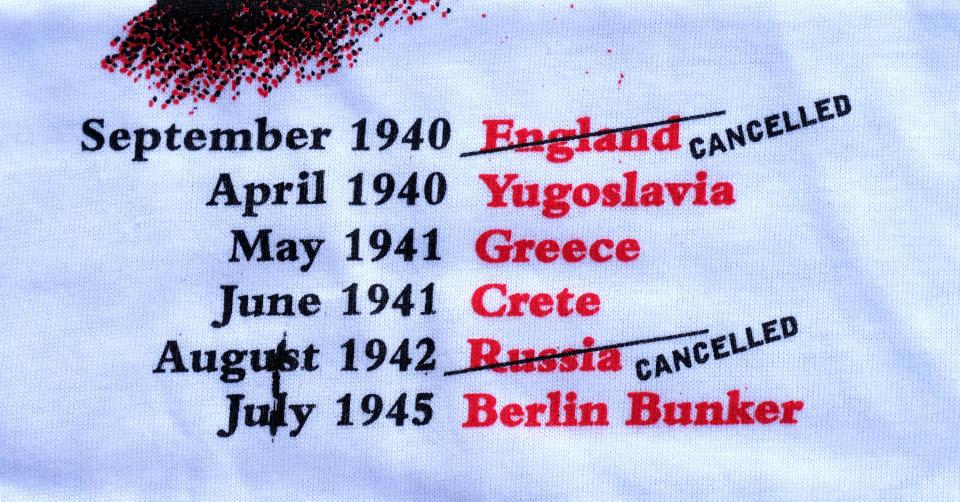 September 1940 England CANCELLED
April 1940 Yugoslavia
May 1941 Greece
June 1941 Crete
August 1942 Russia CANCELLED
July 1945 Berlin Bunker